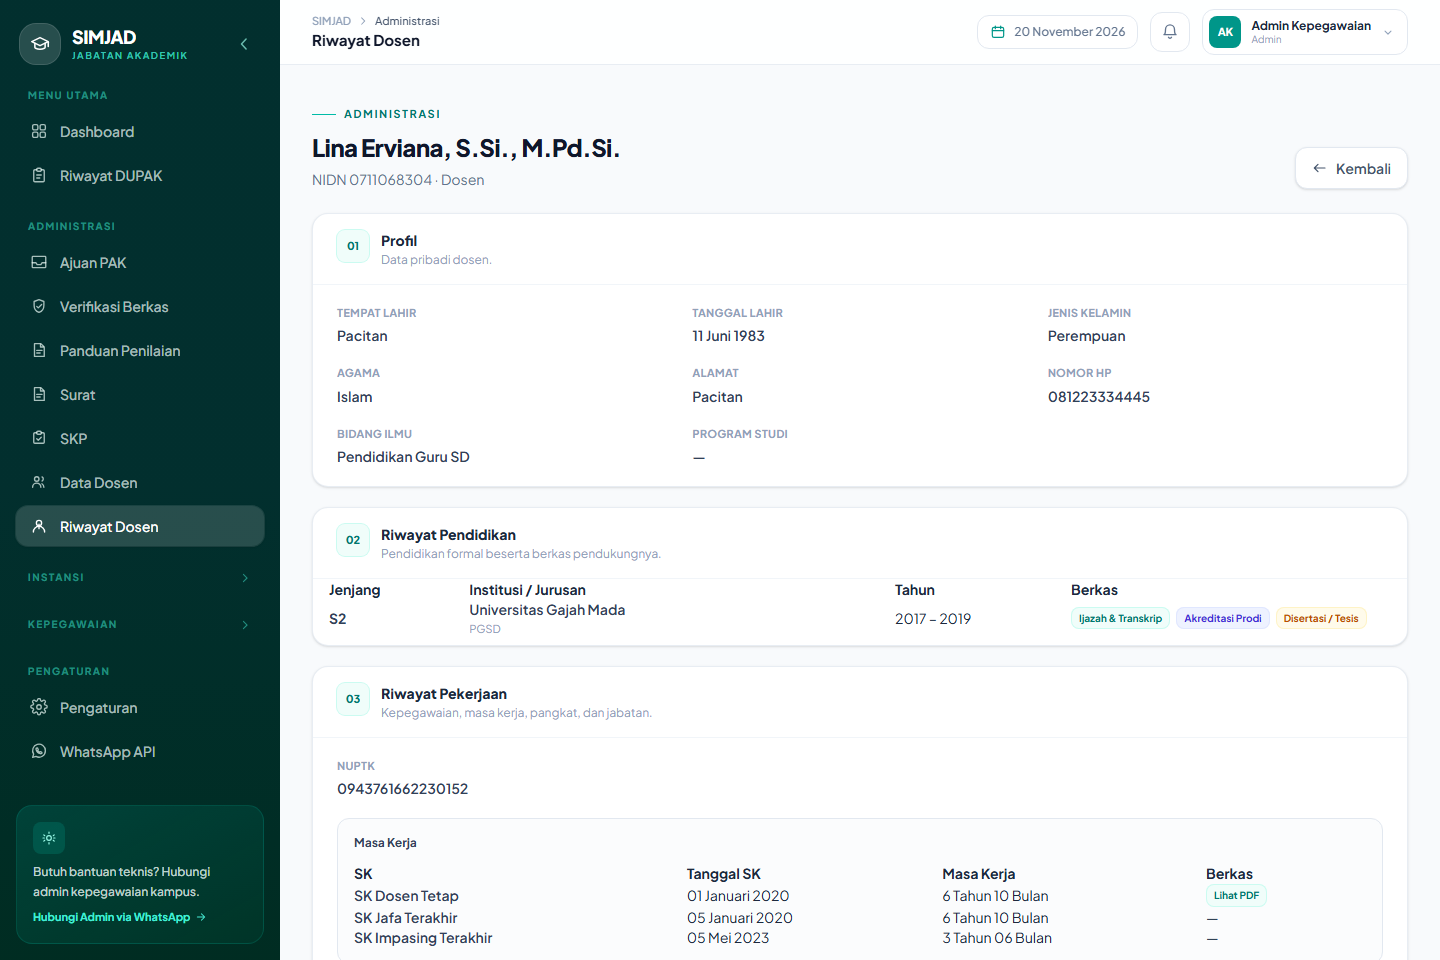 SIMJAD
JABATAN AKADEMIK
MENU UTAMA
Dashboard
Riwayat DUPAK
ADMINISTRASI
Ajuan PAK
Verifikasi Berkas
Panduan Penilaian
Surat
SKP
Data Dosen
Riwayat Dosen
INSTANSI
KEPEGAWAIAN
PENGATURAN
Pengaturan
WhatsApp API
Butuh bantuan teknis? Hubungi
admin kepegawaian kampus.
Hubungi Admin via WhatsApp →
SIMJAD > Administrasi
Riwayat Dosen
20 November 2026
AK
Admin Kepegawaian
Admin
ADMINISTRASI
Lina Erviana, S.Si., M.Pd.Si.
NIDN 0711068304 · Dosen
← Kembali
01
Profil
Data pribadi dosen.
TEMPAT LAHIR TANGGAL LAHIR JENIS KELAMIN
Pacitan 11 Juni 1983 Perempuan
AGAMA ALAMAT NOMOR HP
Islam Pacitan 081223334445
BIDANG ILMU PROGRAM STUDI
Pendidikan Guru SD —
02
Riwayat Pendidikan
Pendidikan formal beserta berkas pendukungnya.
Jenjang Institusi / Jurusan Tahun Berkas
S2 Universitas Gajah Mada 2017 – 2019 Ijazah & Transkrip Akreditasi Prodi Disertasi / Tesis
PGSD
03
Riwayat Pekerjaan
Kepegawaian, masa kerja, pangkat, dan jabatan.
NUPTK
0943761662230152
Masa Kerja
SK Tanggal SK Masa Kerja Berkas
SK Dosen Tetap 01 Januari 2020 6 Tahun 10 Bulan Lihat PDF
SK Jafa Terakhir 05 Januari 2020 6 Tahun 10 Bulan —
SK Impasing Terakhir 05 Mei 2023 3 Tahun 06 Bulan —